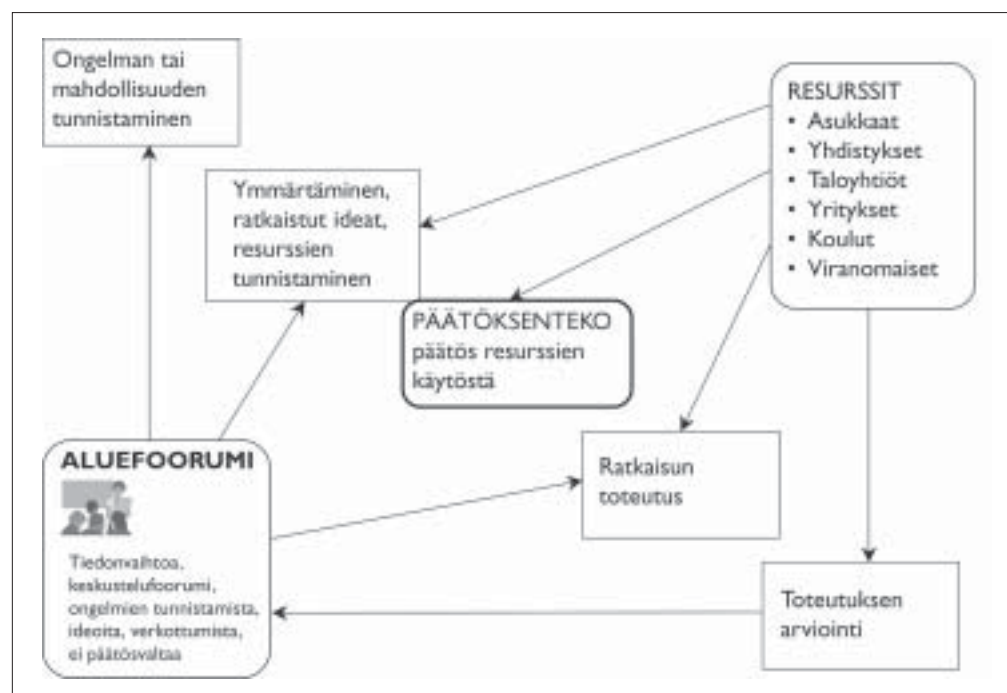 Ongelman tai
mahdollisuuden
tunnistaminen
RESURSSIT
• Asukkaat
• Yhdistykset
• Taloyhtiöt
• Yritykset
• Koulut
• Viranomaiset
Ymmärtäminen,
ratkaistut ideat,
resurssien
tunnistaminen
PÄÄTÖKSENTEKO
päätös resurssien
käytöstä
ALUEFOORUMI
Tiedonvaihtoa,
keskustelufoorumi,
ongelmien tunnistamista,
ideoita, verkottumista,
ei päätösvaltaa
Ratkaisun
toteutus
Toteutuksen
arviointi